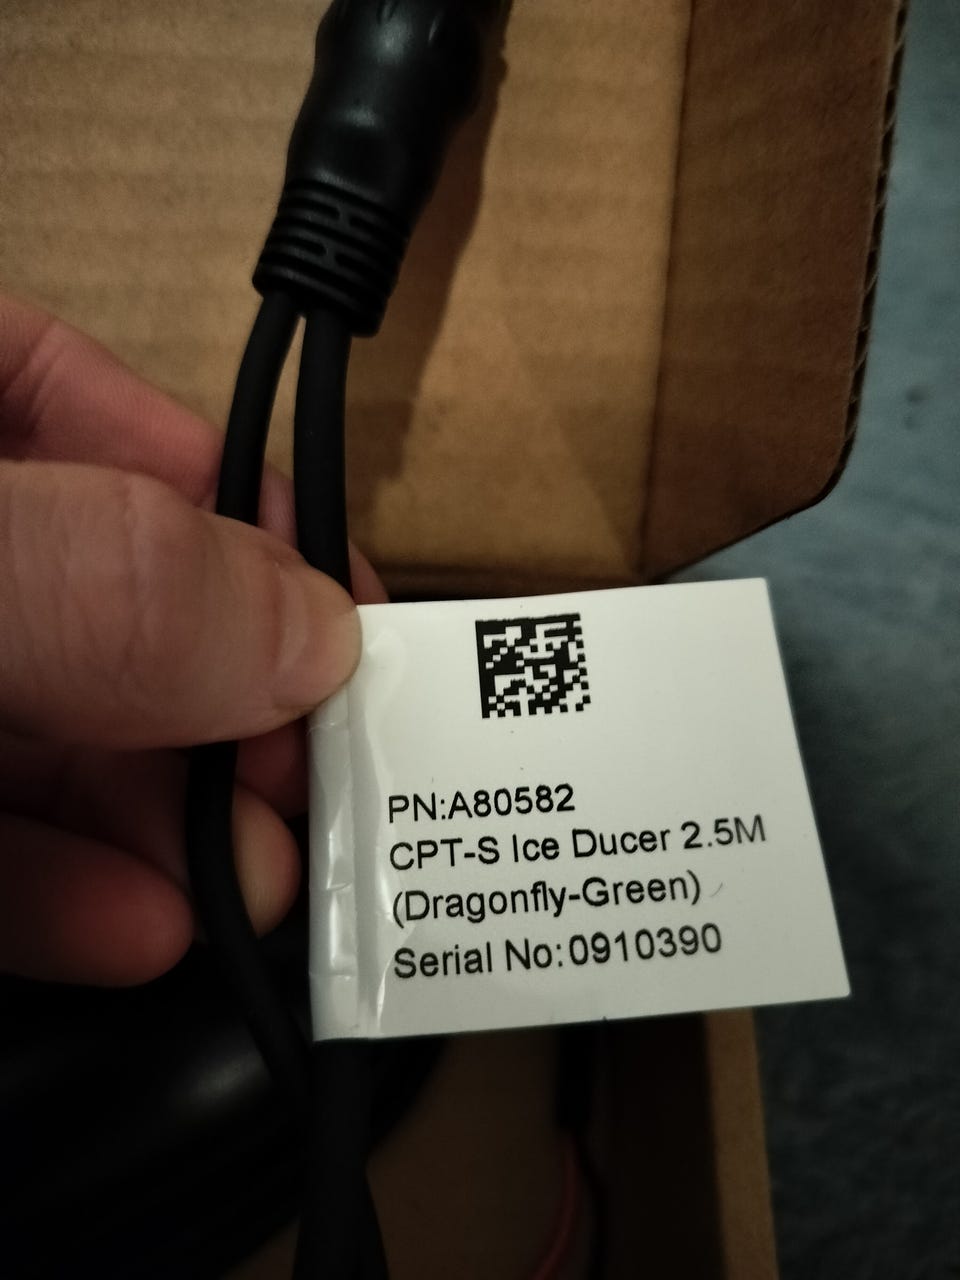 PN:A80582
CPT-S Ice Ducer 2.5M
(Dragonfly-Green)
Serial No:0910390